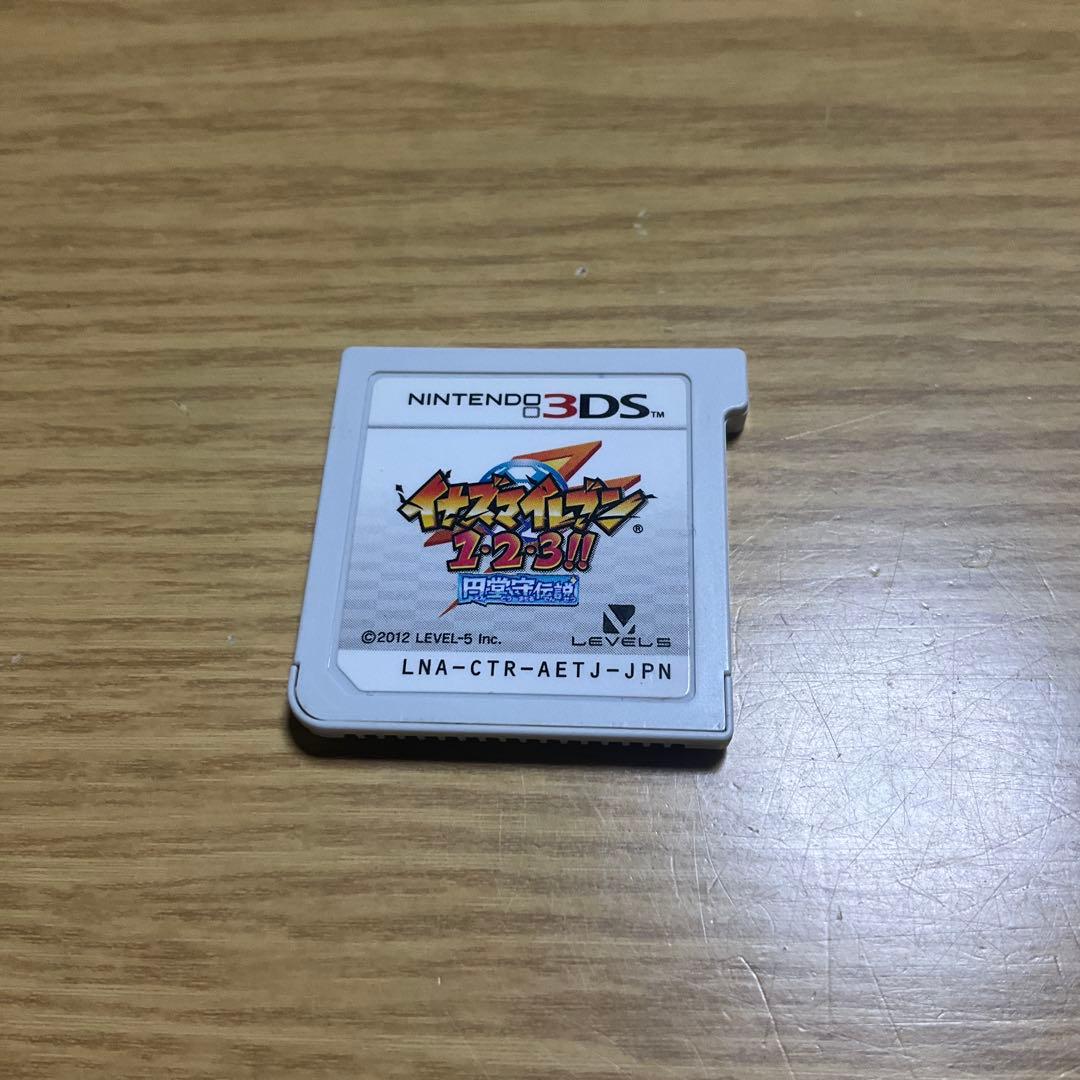 NINTENDO 3DS™
イナズマイレブン®
1・2・3!!
円堂守伝説
©2012 LEVEL-5 Inc.
LEVEL5
LNA-CTR-AETJ-JPN